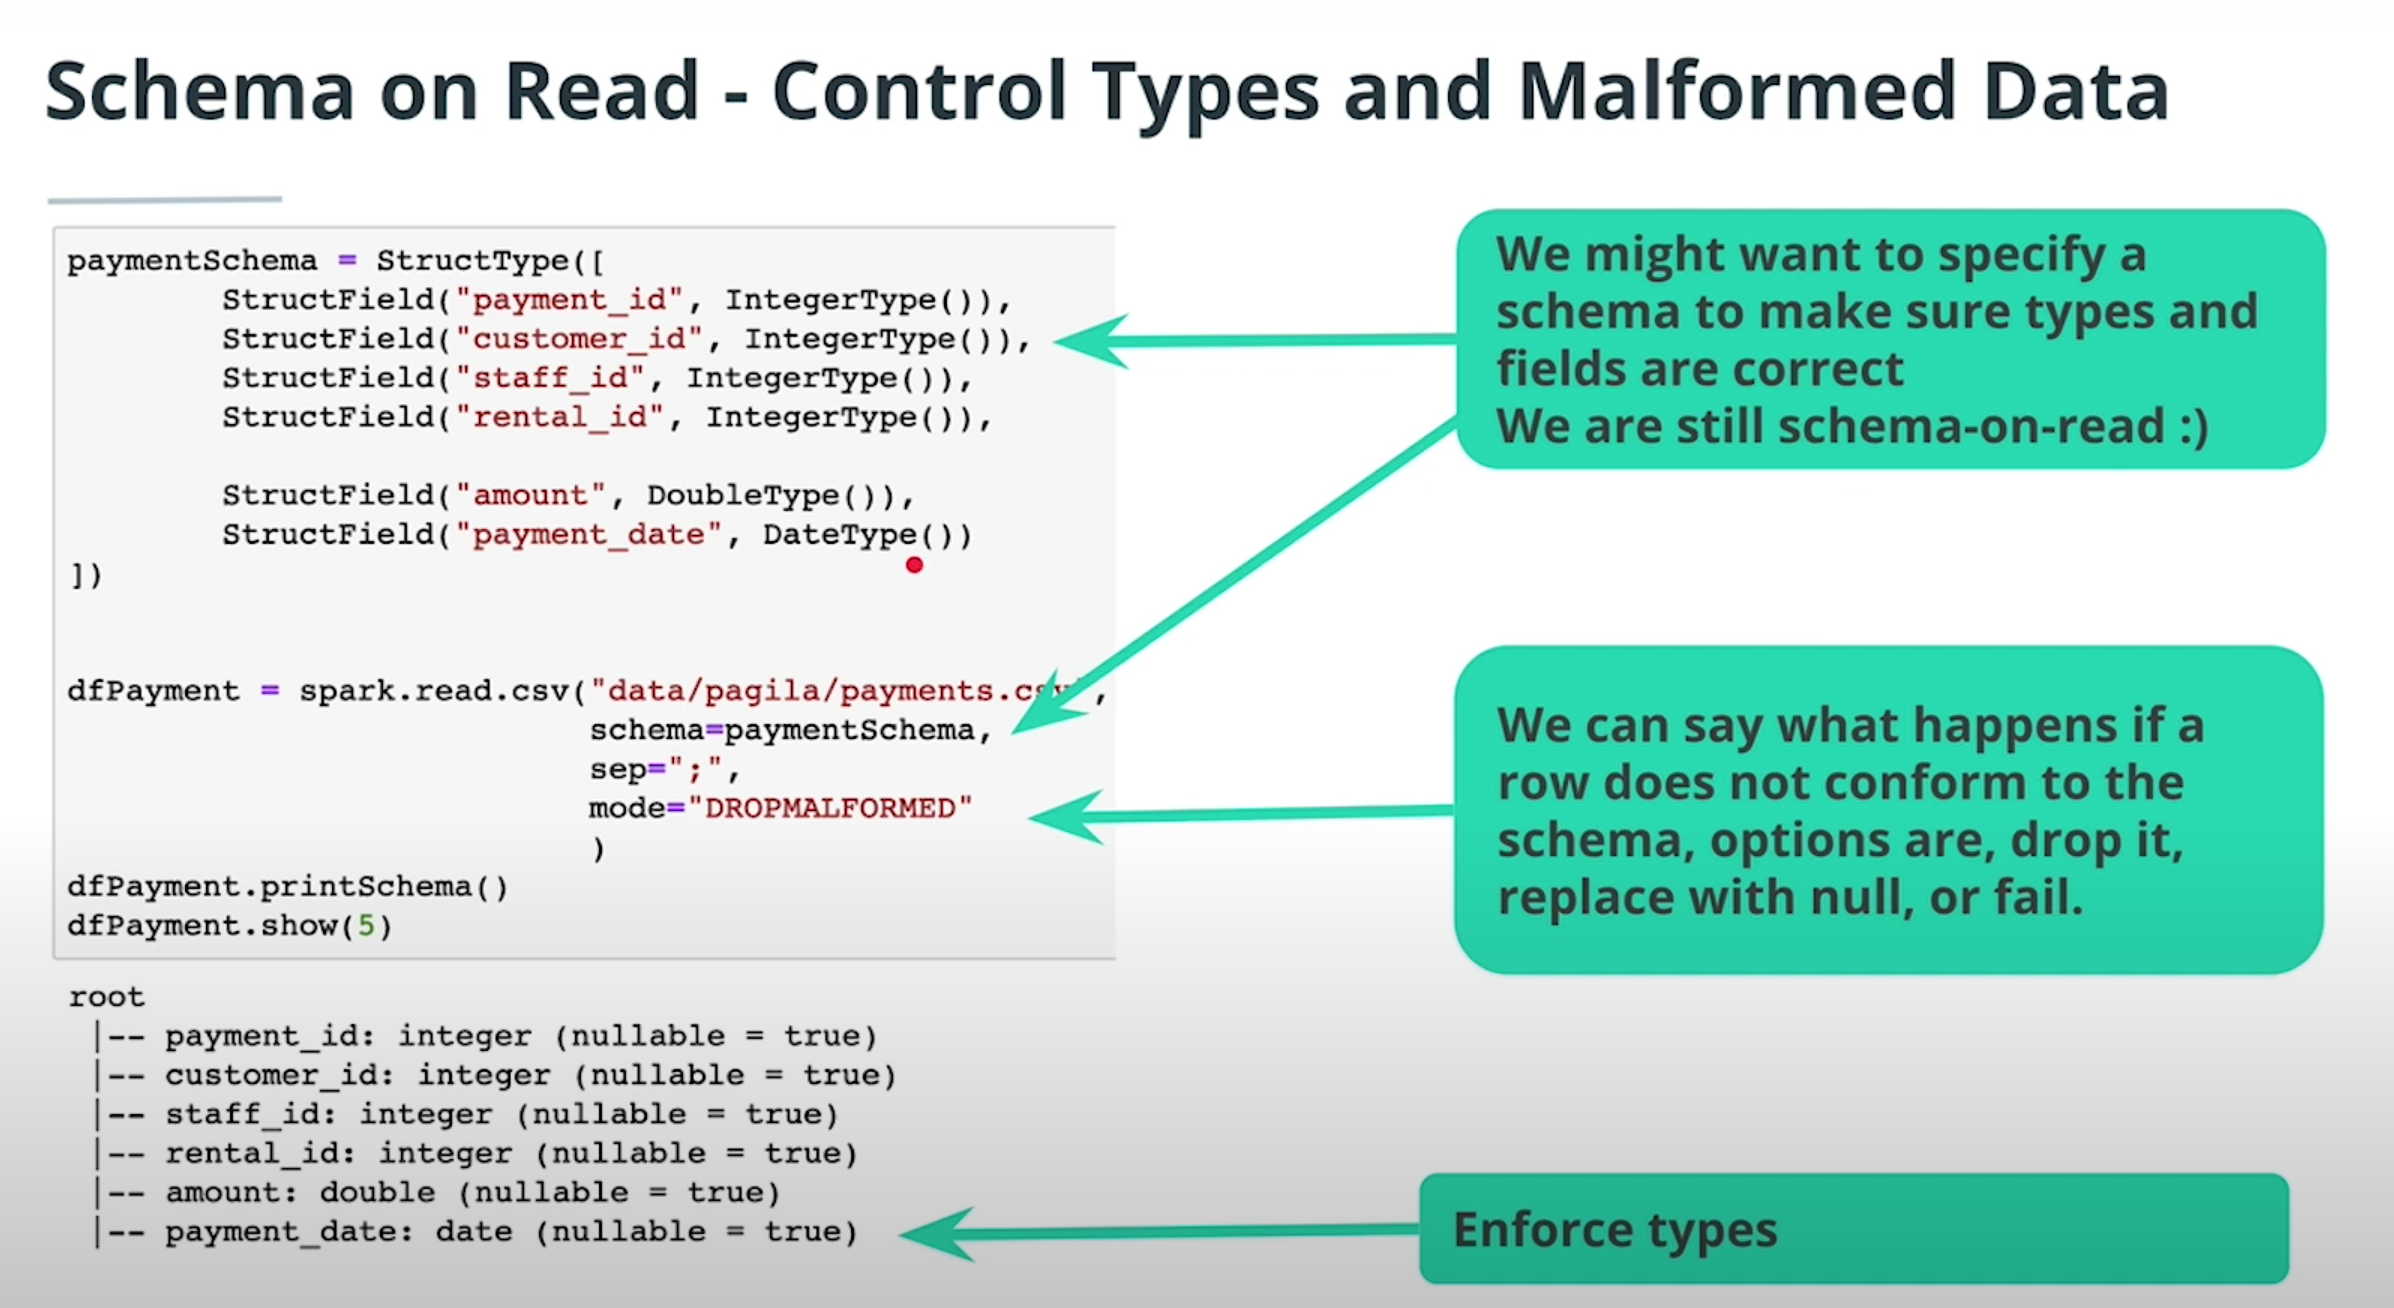 Schema on Read - Control Types and Malformed Data
paymentSchema = StructType([
StructField("payment_id", IntegerType()),
StructField("customer_id", IntegerType()),
StructField("staff_id", IntegerType()),
StructField("rental_id", IntegerType()),
StructField("amount", DoubleType()),
StructField("payment_date", DateType())
])
dfPayment = spark.read.csv("data/pagila/payments.csv",
schema=paymentSchema,
sep=";",
mode="DROPMALFORMED"
)
dfPayment.printSchema()
dfPayment.show(5)
root
|-- payment_id: integer (nullable = true)
|-- customer_id: integer (nullable = true)
|-- staff_id: integer (nullable = true)
|-- rental_id: integer (nullable = true)
|-- amount: double (nullable = true)
|-- payment_date: date (nullable = true)
We might want to specify a
schema to make sure types and
fields are correct
We are still schema-on-read :)
We can say what happens if a
row does not conform to the
schema, options are, drop it,
replace with null, or fail.
Enforce types